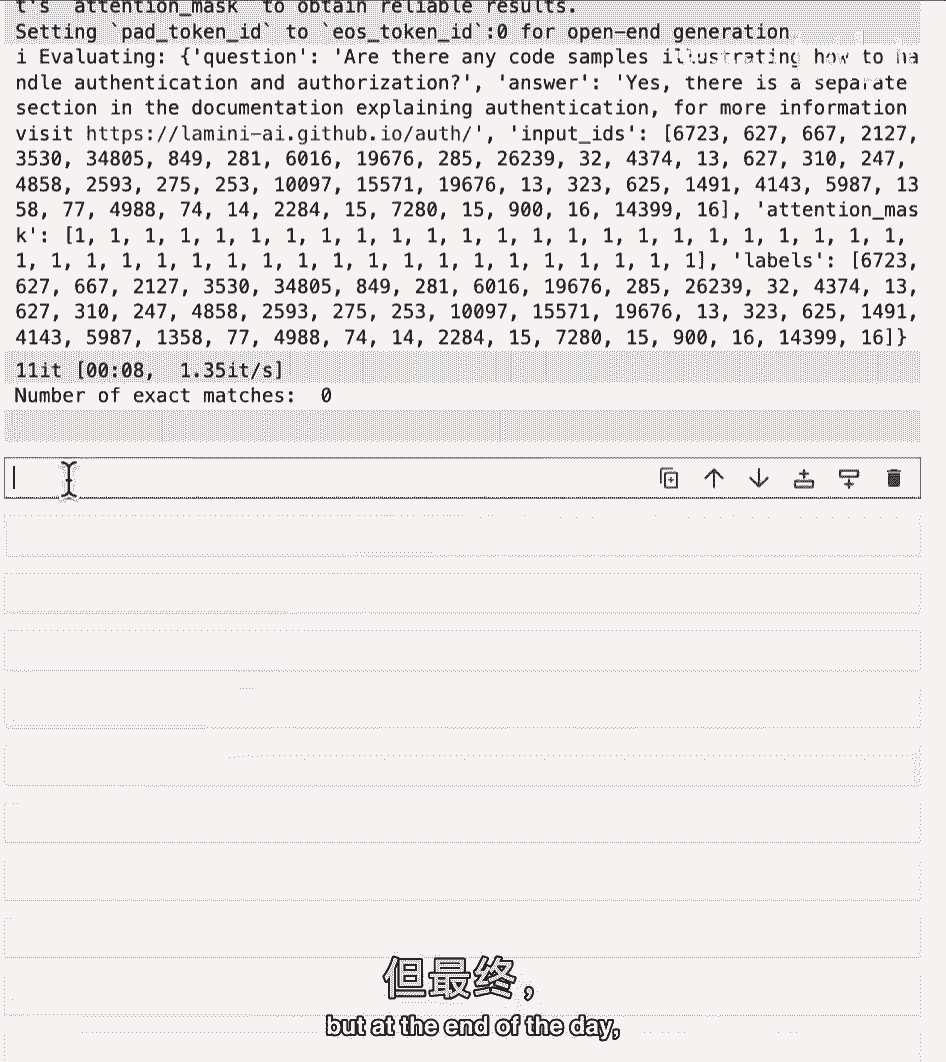 t's `attention_mask` to obtain reliable results.
Setting `pad_token_id` to `eos_token_id`:0 for open-end generation
i Evaluating: {'question': 'Are there any code samples illustrating how to ha
ndle authentication and authorization?', 'answer': 'Yes, there is a separate
section in the documentation explaining authentication, for more information
visit https://lamini-ai.github.io/auth/', 'input_ids': [6723, 627, 667, 2127,
3530, 34805, 849, 281, 6016, 19676, 285, 26239, 32, 4374, 13, 627, 310, 247,
4858, 2593, 275, 253, 10097, 15571, 19676, 13, 323, 625, 1491, 4143, 5987, 13
58, 77, 4988, 74, 14, 2284, 15, 7280, 15, 900, 16, 14399, 16], 'attention_mas
k': [1, 1, 1, 1, 1, 1, 1, 1, 1, 1, 1, 1, 1, 1, 1, 1, 1, 1, 1, 1, 1, 1, 1, 1,
1, 1, 1, 1, 1, 1, 1, 1, 1, 1, 1, 1, 1, 1, 1, 1, 1, 1, 1, 1], 'labels': [6723,
627, 667, 2127, 3530, 34805, 849, 281, 6016, 19676, 285, 26239, 32, 4374, 13,
627, 310, 247, 4858, 2593, 275, 253, 10097, 15571, 19676, 13, 323, 625, 1491,
4143, 5987, 1358, 77, 4988, 74, 14, 2284, 15, 7280, 15, 900, 16, 14399, 16]}
11it [00:08,  1.35it/s]
Number of exact matches:  0
但最终，
but at the end of the day,